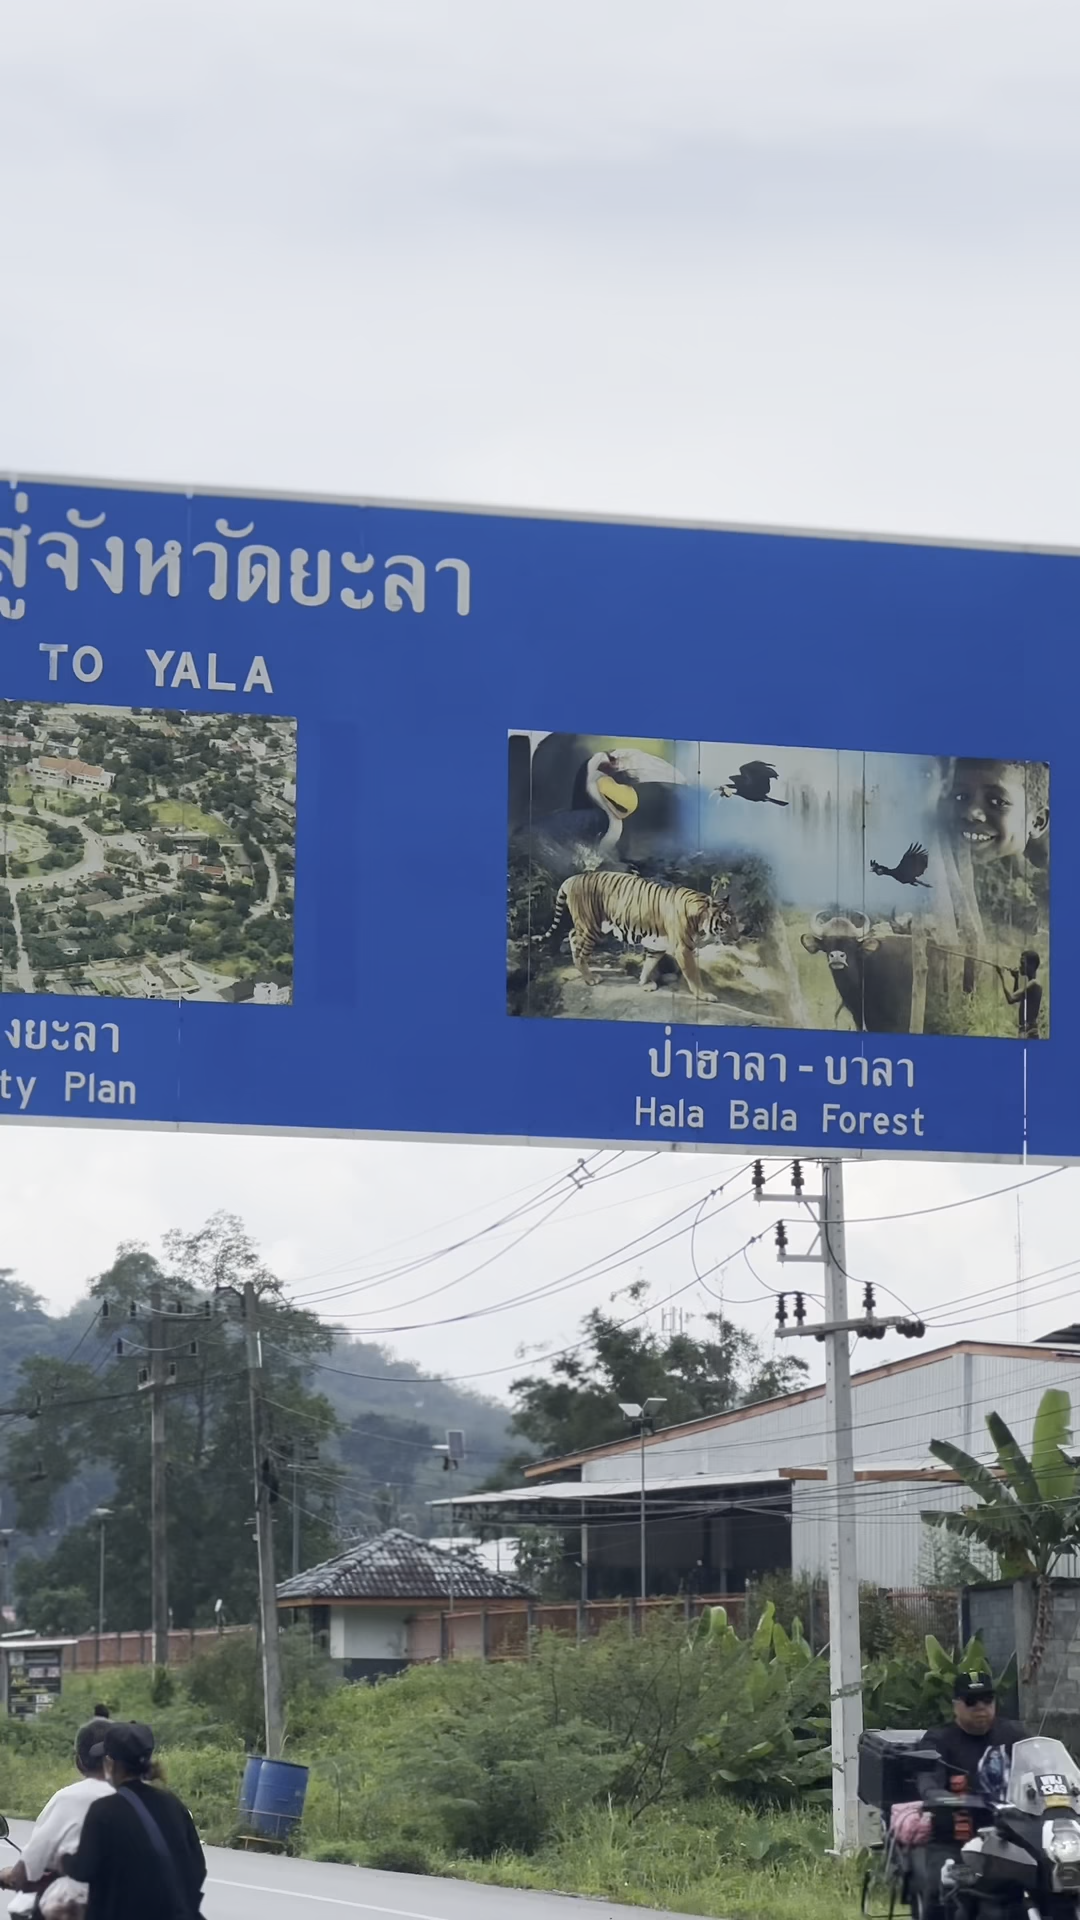 สู่จังหวัดยะลา
TO YALA
งยะลา
ty Plan
ป่าฮาลา - บาลา
Hala Bala Forest